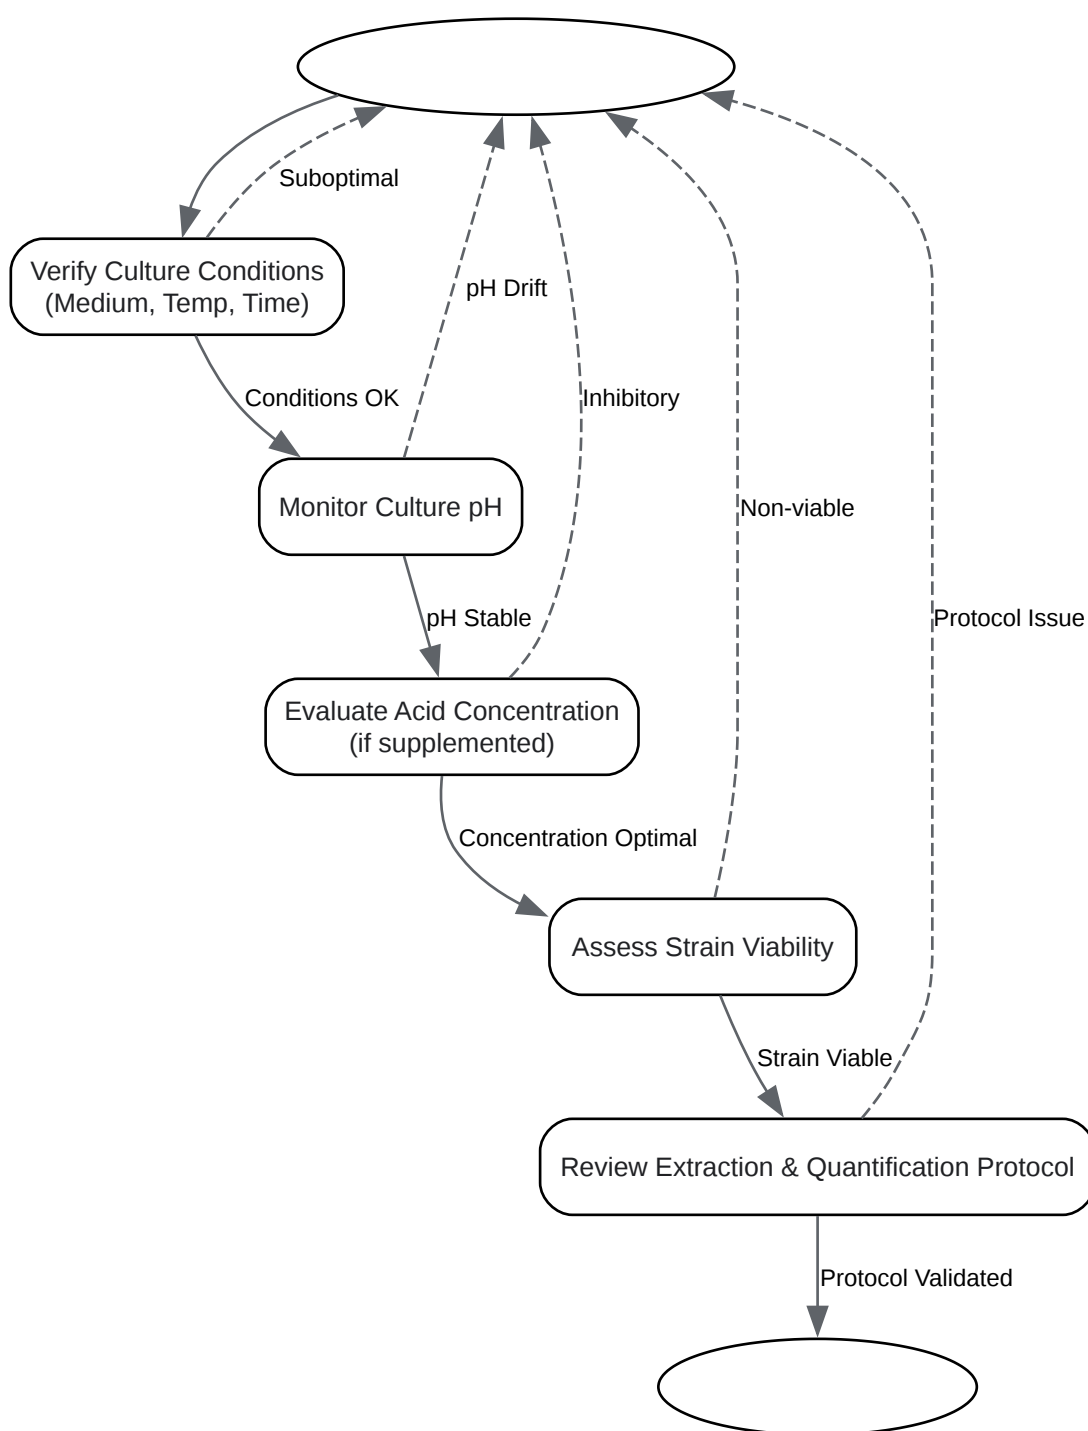 Suboptimal
Verify Culture Conditions
(Medium, Temp, Time)
pH Drift
Conditions OK
Inhibitory
Monitor Culture pH
Non-viable
pH Stable
Protocol Issue
Evaluate Acid Concentration
(if supplemented)
Concentration Optimal
Assess Strain Viability
Strain Viable
Review Extraction & Quantification Protocol
Protocol Validated